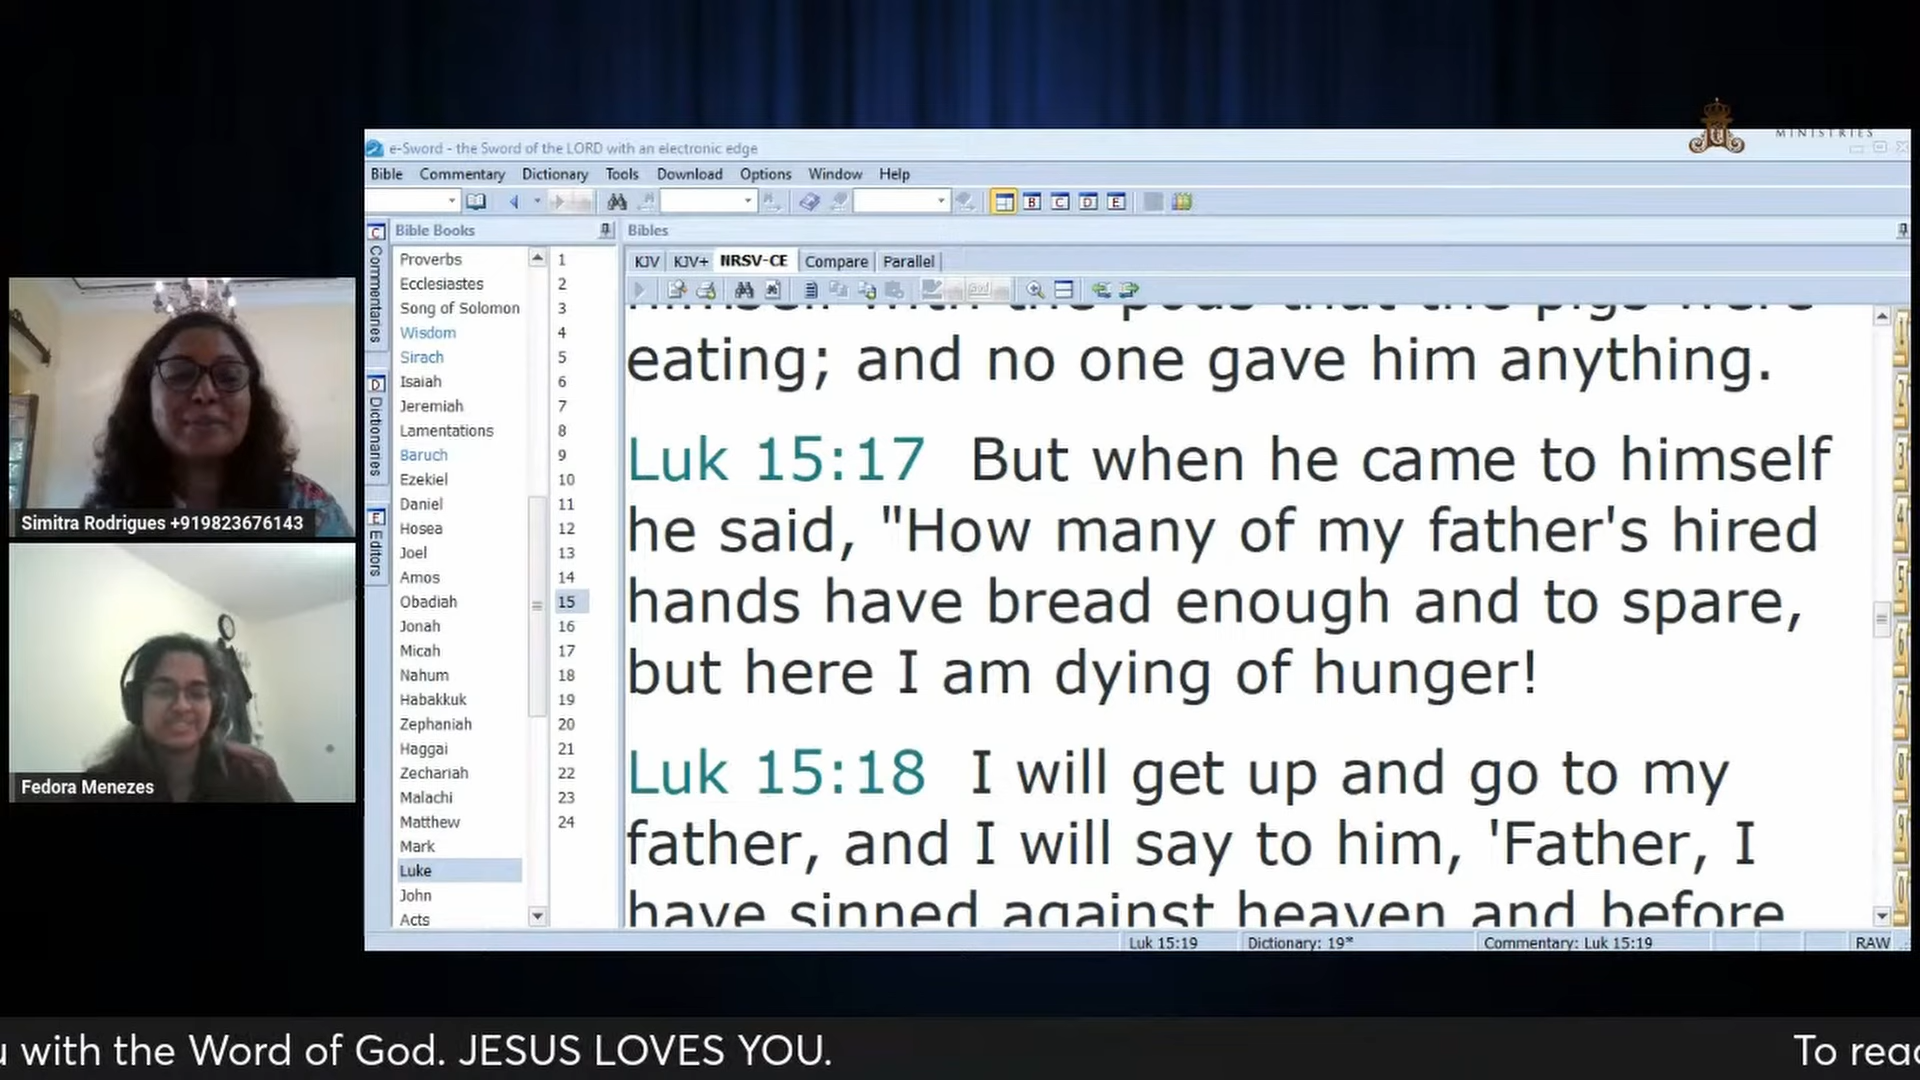 MINISTRIES
e-Sword - the Sword of the LORD with an electronic edge
Bible Commentary Dictionary Tools Download Options Window Help
B C D E
Bible Books
Bibles
C Commentaries
D Dictionaries
E Editors
Proverbs
Ecclesiastes
Song of Solomon
Wisdom
Sirach
Isaiah
Jeremiah
Lamentations
Baruch
Ezekiel
Daniel
Hosea
Joel
Amos
Obadiah
Jonah
Micah
Nahum
Habakkuk
Zephaniah
Haggai
Zechariah
Malachi
Matthew
Mark
Luke
John
Acts
1
2
3
4
5
6
7
8
9
10
11
12
13
14
15
16
17
18
19
20
21
22
23
24
KJV KJV+ NRSV-CE Compare Parallel
himself with the pods that the pigs were
eating; and no one gave him anything.
Luk 15:17 But when he came to himself
he said, "How many of my father's hired
hands have bread enough and to spare,
but here I am dying of hunger!
Luk 15:18 I will get up and go to my
father, and I will say to him, 'Father, I
have sinned against heaven and before
Luk 15:19 Dictionary: 19* Commentary: Luk 15:19 RAW
Simitra Rodrigues +919823676143
Fedora Menezes
with the Word of God. JESUS LOVES YOU.
To